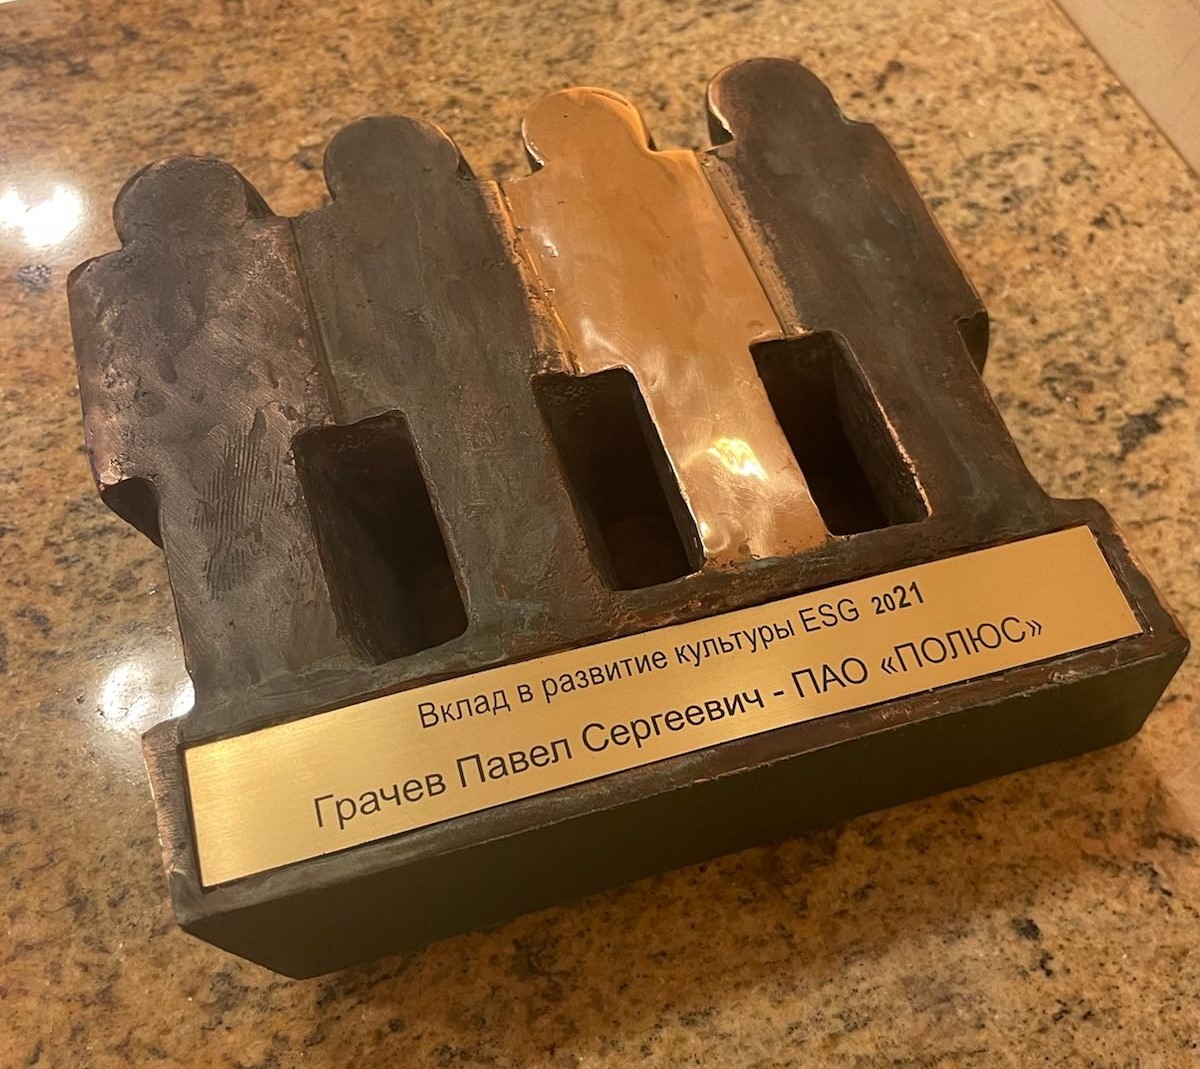 Вклад в развитие культуры ESG 2021
Грачев Павел Сергеевич - ПАО «ПОЛЮС»